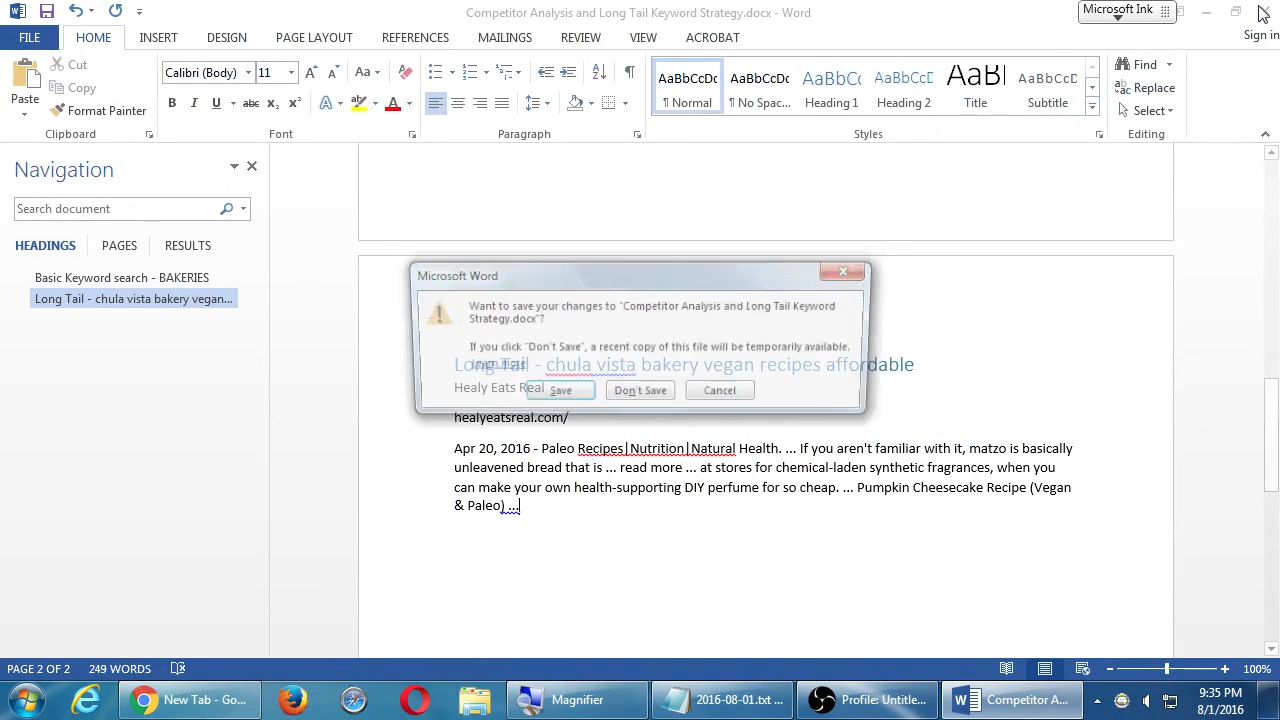 Competitor Analysis and Long Tail Keyword Strategy.docx - Word
Microsoft Ink
Sign in
FILE HOME INSERT DESIGN PAGE LAYOUT REFERENCES MAILINGS REVIEW VIEW ACROBAT
Paste
Cut
Copy
Format Painter
Clipboard
Calibri (Body) 11
Font
Paragraph
AaBbCcDc AaBbCcDc AaBbCc AaBbCcD AaB AaBbCcD
¶ Normal ¶ No Spac... Heading 1 Heading 2 Title Subtitle
Styles
Find
Replace
Select
Editing
Navigation
Search document
HEADINGS PAGES RESULTS
Basic Keyword search - BAKERIES
Long Tail - chula vista bakery vegan...
Microsoft Word
Want to save your changes to "Competitor Analysis and Long Tail Keyword
Strategy.docx"?
If you click "Don't Save", a recent copy of this file will be temporarily available.
Learn more
Save Don't Save Cancel
Long Tail - chula vista bakery vegan recipes affordable
Healy Eats Real
healyeatsreal.com/
Apr 20, 2016 - Paleo Recipes|Nutrition|Natural Health. ... If you aren't familiar with it, matzo is basically
unleavened bread that is ... read more ... at stores for chemical-laden synthetic fragrances, when you
can make your own health-supporting DIY perfume for so cheap. ... Pumpkin Cheesecake Recipe (Vegan
& Paleo) ...
PAGE 2 OF 2 249 WORDS 100%
New Tab - Go... Magnifier 2016-08-01.txt ... Profile: Untitle... Competitor A...
9:35 PM
8/1/2016